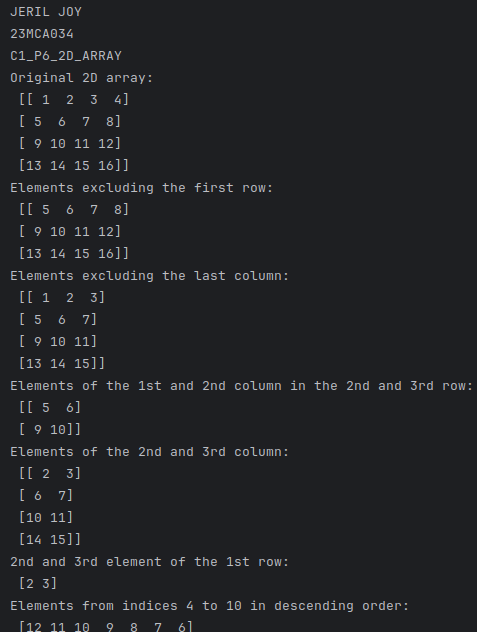 JERIL JOY
23MCA034
C1_P6_2D_ARRAY
Original 2D array:
 [[ 1  2  3  4]
 [ 5  6  7  8]
 [ 9 10 11 12]
 [13 14 15 16]]
Elements excluding the first row:
 [[ 5  6  7  8]
 [ 9 10 11 12]
 [13 14 15 16]]
Elements excluding the last column:
 [[ 1  2  3]
 [ 5  6  7]
 [ 9 10 11]
 [13 14 15]]
Elements of the 1st and 2nd column in the 2nd and 3rd row:
 [[ 5  6]
 [ 9 10]]
Elements of the 2nd and 3rd column:
 [[ 2  3]
 [ 6  7]
 [10 11]
 [14 15]]
2nd and 3rd element of the 1st row:
 [2 3]
Elements from indices 4 to 10 in descending order:
 [12 11 10  9  8  7  6]